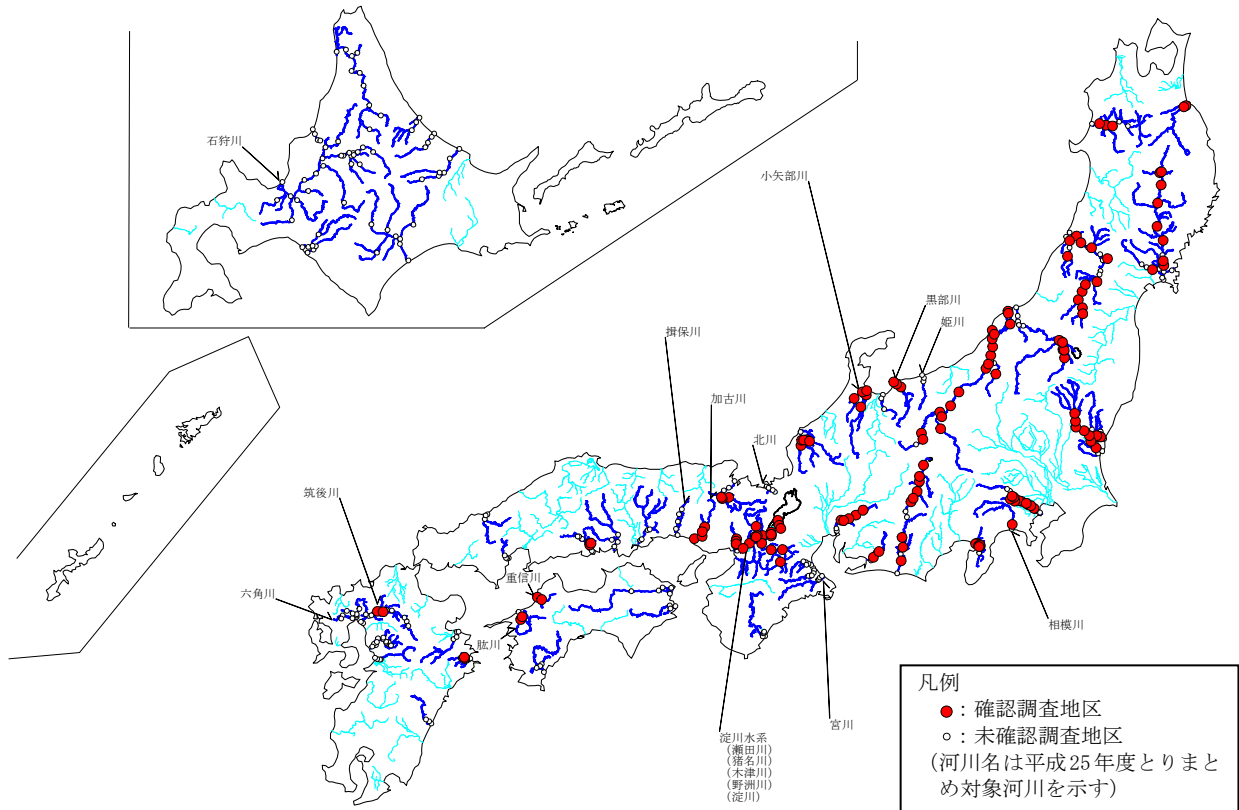 石狩川
小矢部川
黒部川
姫川
揖保川
加古川
北川
筑後川
重信川
六角川
肱川
相模川
宮川
淀川水系
(瀬田川)
(猪名川)
(木津川)
(野洲川)
(淀川)
凡例
：確認調査地区
：未確認調査地区
(河川名は平成25年度とりまと
め対象河川を示す)